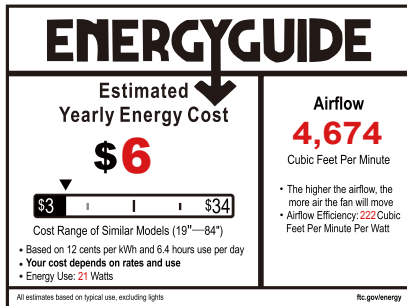 ENERGYGUIDE
Estimated
Yearly Energy Cost
$6
$3 $34
Cost Range of Similar Models (19"—84")
• Based on 12 cents per kWh and 6.4 hours use per day
• Your cost depends on rates and use
• Energy Use: 21 Watts
Airflow
4,674
Cubic Feet Per Minute
• The higher the airflow, the
more air the fan will move
• Airflow Efficiency: 222 Cubic
Feet Per Minute Per Watt
All estimates based on typical use, excluding lights
ftc.gov/energy